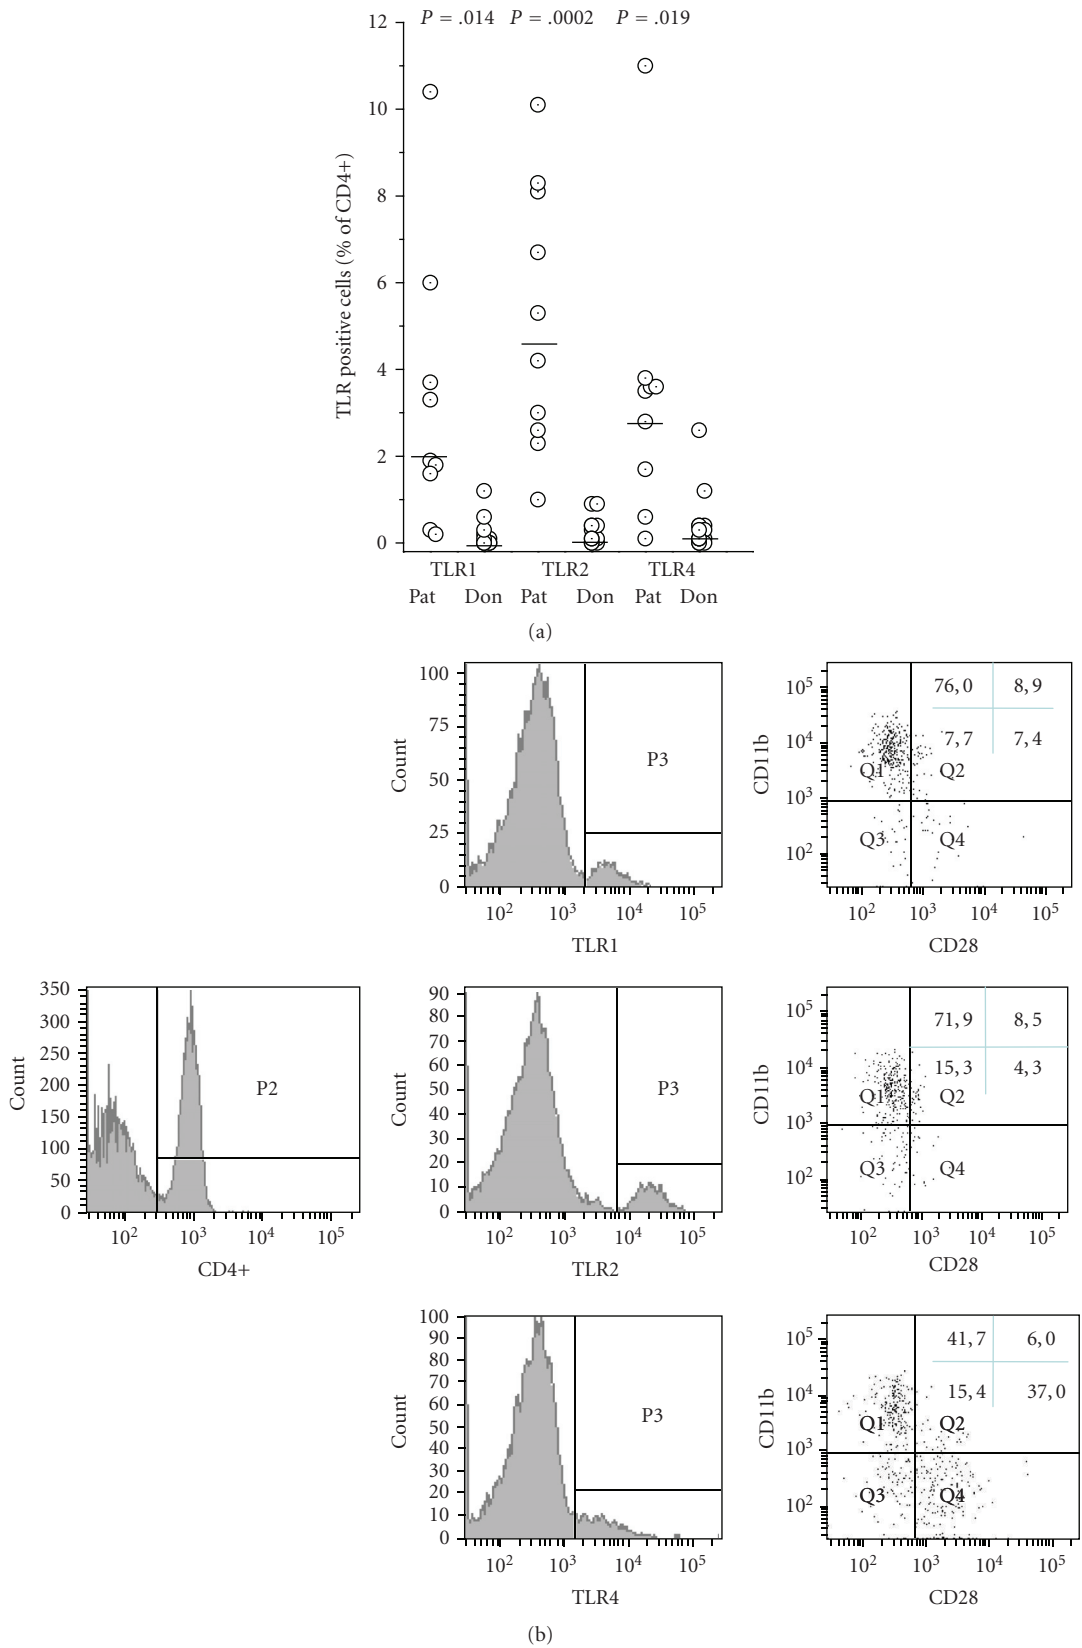 P = .014 P = .0002 P = .019
12
10
8
6
4
2
0
TLR positive cells (% of CD4+)
TLR1 TLR2 TLR4
Pat Don Pat Don Pat Don
(a)
100
75
50
25
0
Count
P3
10² 10³ 10⁴ 10⁵
TLR1
10⁵
10⁴
10³
10²
CD11b
76,0 8,9
7,7 7,4
Q1 Q2
Q3 Q4
10² 10³ 10⁴ 10⁵
CD28
350
300
250
200
150
100
50
0
Count
P2
10² 10³ 10⁴ 10⁵
CD4+
90
80
70
60
50
40
30
20
10
0
Count
P3
10² 10³ 10⁴ 10⁵
TLR2
10⁵
10⁴
10³
10²
CD11b
71,9 8,5
15,3 4,3
Q1 Q2
Q3 Q4
10² 10³ 10⁴ 10⁵
CD28
100
90
80
70
60
50
40
30
20
10
0
Count
P3
10² 10³ 10⁴ 10⁵
TLR4
10⁵
10⁴
10³
10²
CD11b
41,7 6,0
15,4 37,0
Q1 Q2
Q3 Q4
10² 10³ 10⁴ 10⁵
CD28
(b)